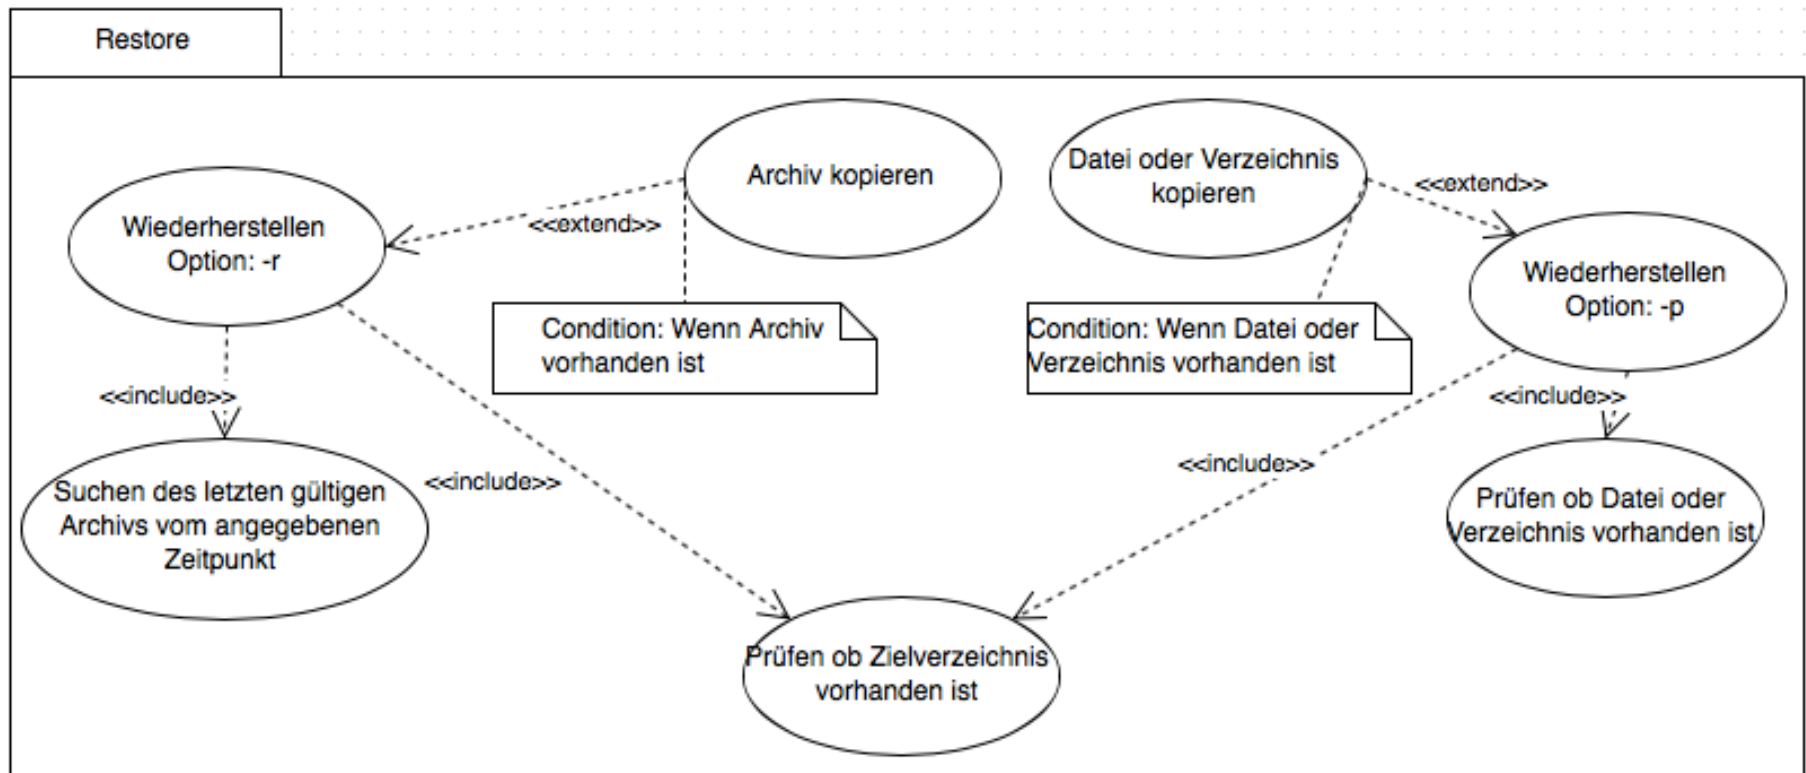 Restore
Archiv kopieren
Datei oder Verzeichnis
kopieren
<<extend>>
Wiederherstellen
Option: -r
<<extend>>
Wiederherstellen
Option: -p
Condition: Wenn Archiv
vorhanden ist
Condition: Wenn Datei oder
Verzeichnis vorhanden ist
<<include>>
<<include>>
<<include>>
<<include>>
Suchen des letzten gültigen
Archivs vom angegebenen
Zeitpunkt
Prüfen ob Datei oder
Verzeichnis vorhanden ist
Prüfen ob Zielverzeichnis
vorhanden ist